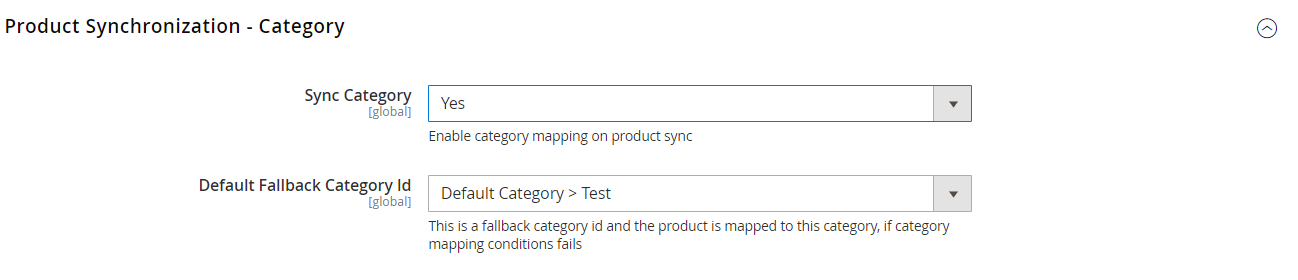 Product Synchronization - Category
Sync Category
[global]
Yes
Enable category mapping on product sync
Default Fallback Category Id
[global]
Default Category > Test
This is a fallback category id and the product is mapped to this category, if category
mapping conditions fails